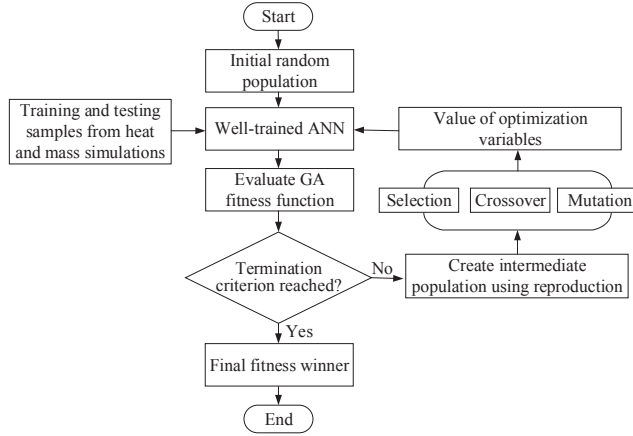 Start
Initial random
population
Training and testing
samples from heat
and mass simulations
Well-trained ANN
Value of optimization
variables
Evaluate GA
fitness function
Selection
Crossover
Mutation
Termination
criterion reached?
No
Create intermediate
population using reproduction
Yes
Final fitness winner
End